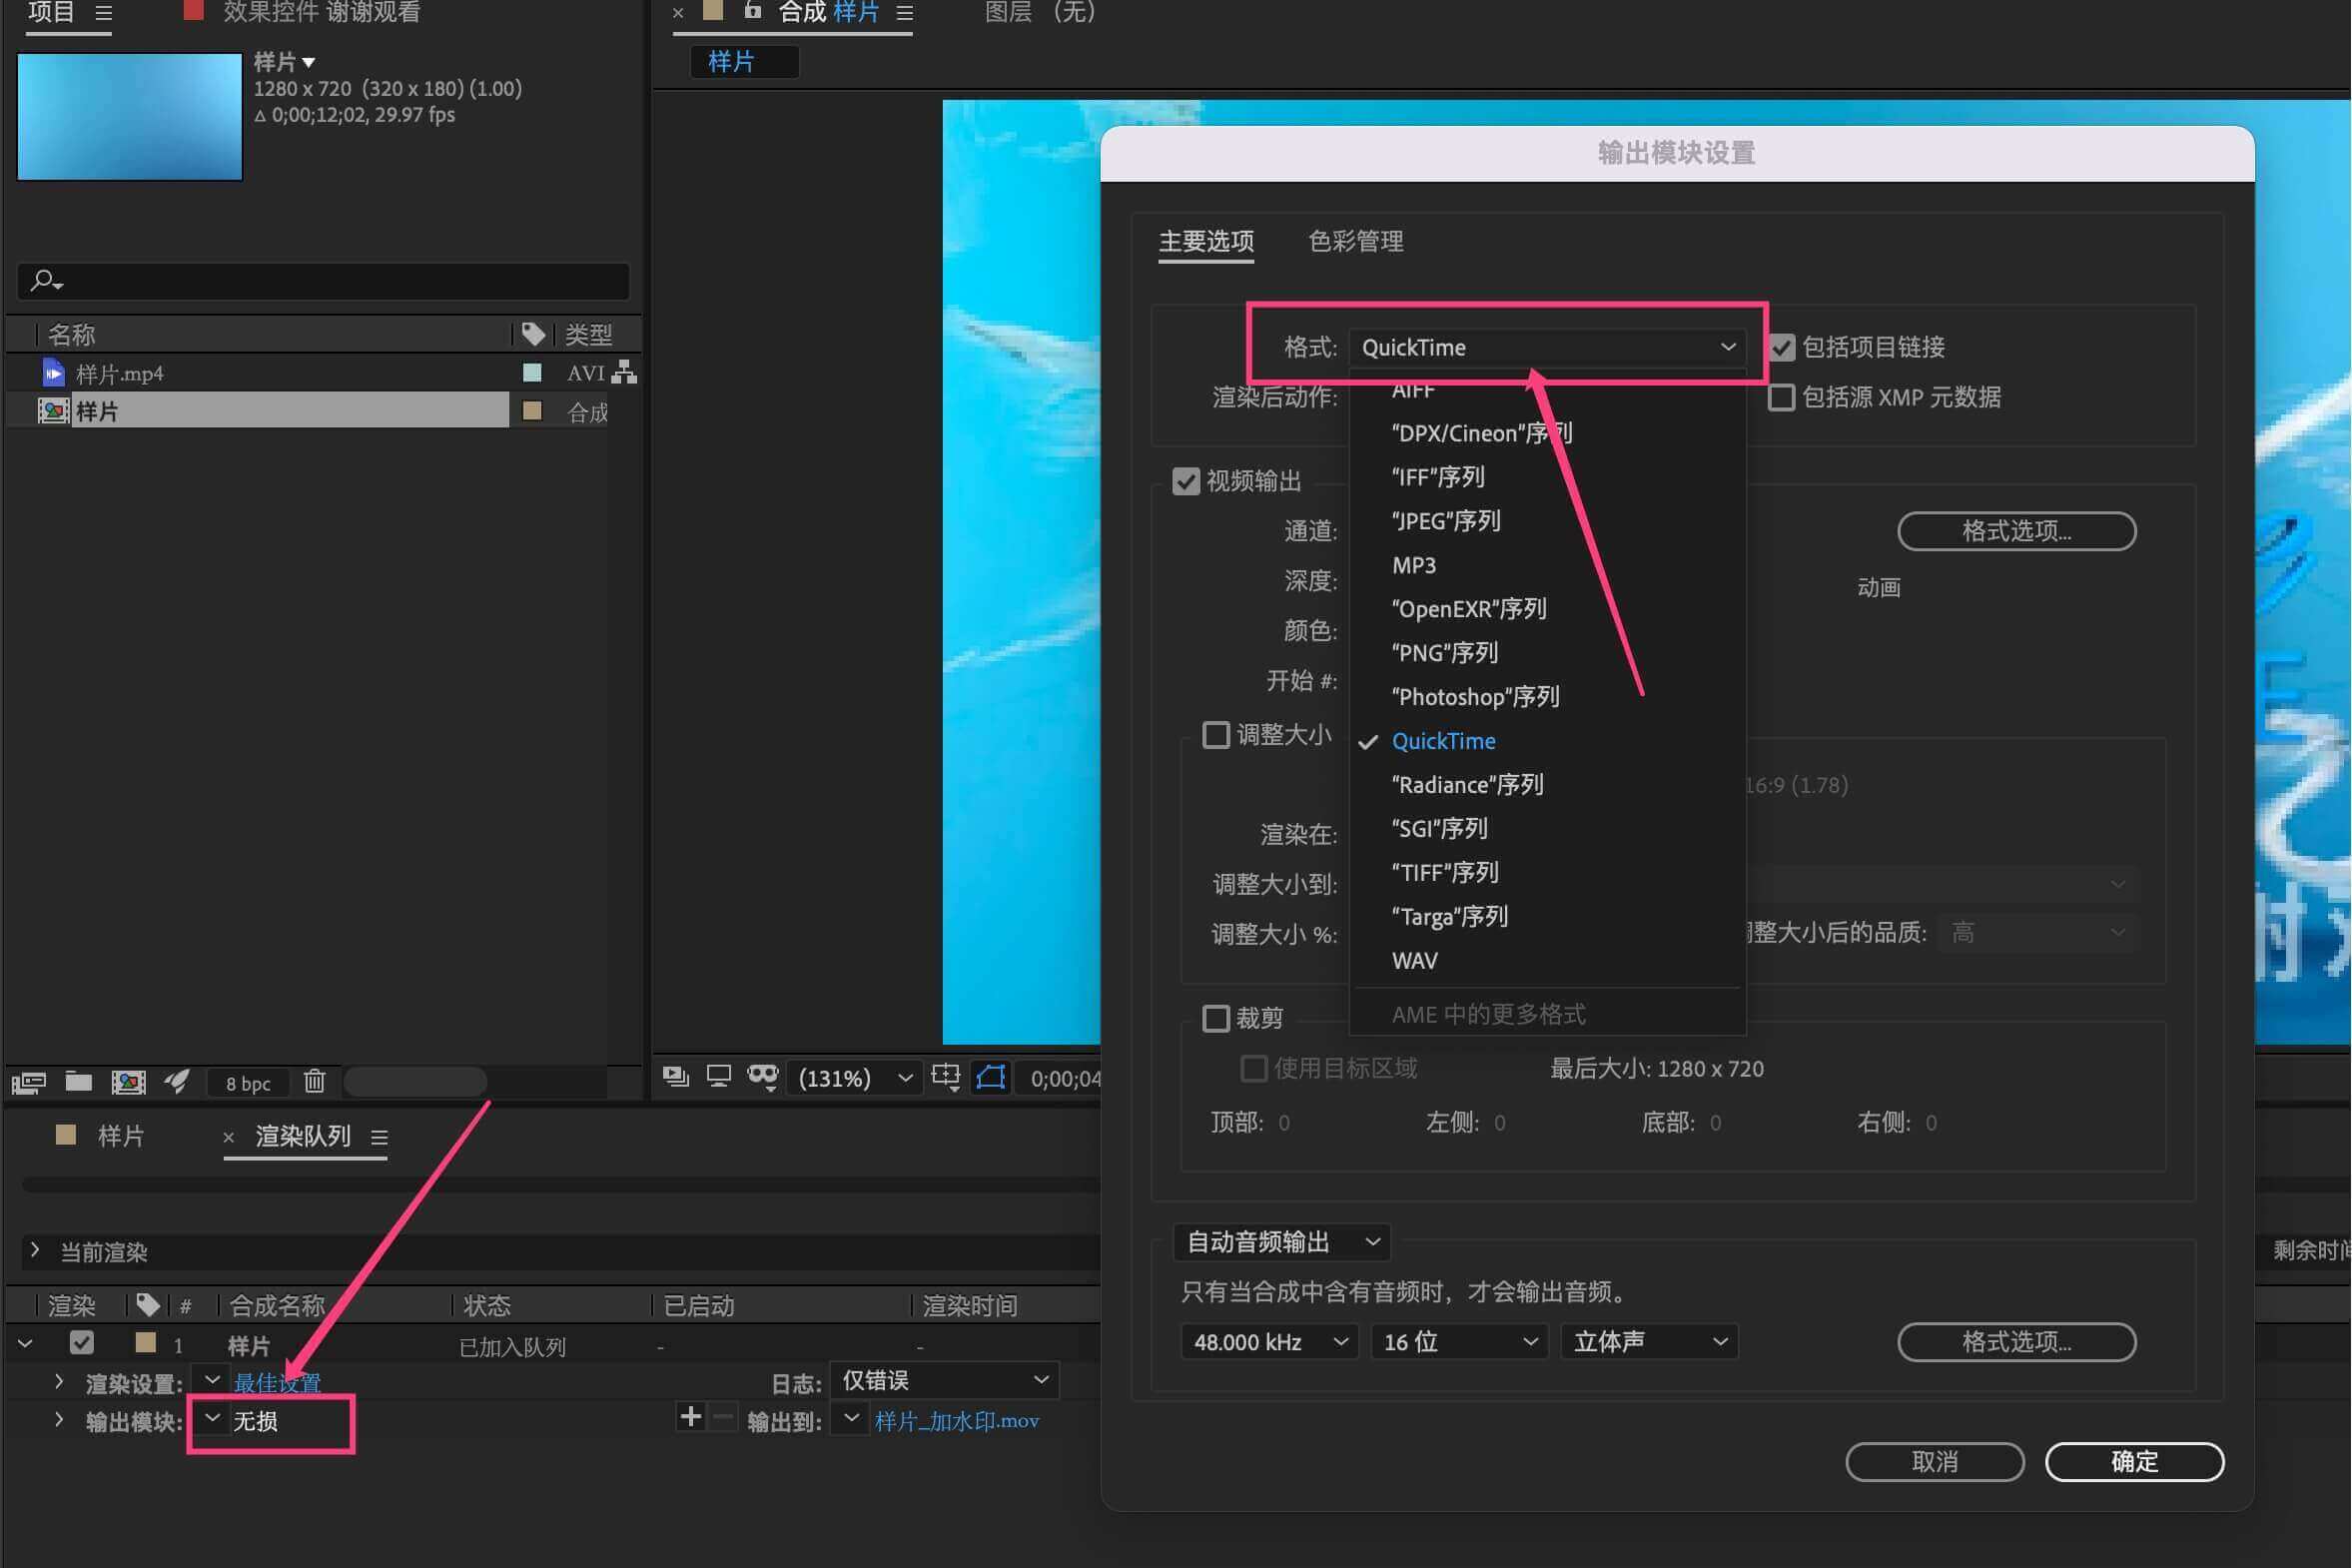 项目
效果控件 谢谢观看
合成 样片
图层 （无）
样片
1280 x 720 (320 x 180) (1.00)
Δ 0;00;12;02, 29.97 fps
样片
名称
类型
样片.mp4
AVI
样片
合成
8 bpc
(131%)
0;00;04
输出模块设置
主要选项
色彩管理
格式:
QuickTime
包括项目链接
渲染后动作:
包括源 XMP 元数据
AIFF
“DPX/Cineon”序列
“IFF”序列
“JPEG”序列
MP3
“OpenEXR”序列
“PNG”序列
“Photoshop”序列
QuickTime
“Radiance”序列
“SGI”序列
“TIFF”序列
“Targa”序列
WAV
AME 中的更多格式
视频输出
通道:
格式选项...
深度:
动画
颜色:
开始 #:
调整大小
16:9 (1.78)
渲染在:
调整大小到:
调整大小 %:
整大小后的品质:
高
裁剪
使用目标区域
最后大小: 1280 x 720
顶部: 0
左侧: 0
底部: 0
右侧: 0
自动音频输出
只有当合成中含有音频时，才会输出音频。
48.000 kHz
16 位
立体声
格式选项...
取消
确定
样片
渲染队列
当前渲染
剩余时间
渲染
#
合成名称
状态
已启动
渲染时间
1
样片
已加入队列
-
-
渲染设置:
最佳设置
日志:
仅错误
输出模块:
无损
输出到:
样片_加水印.mov